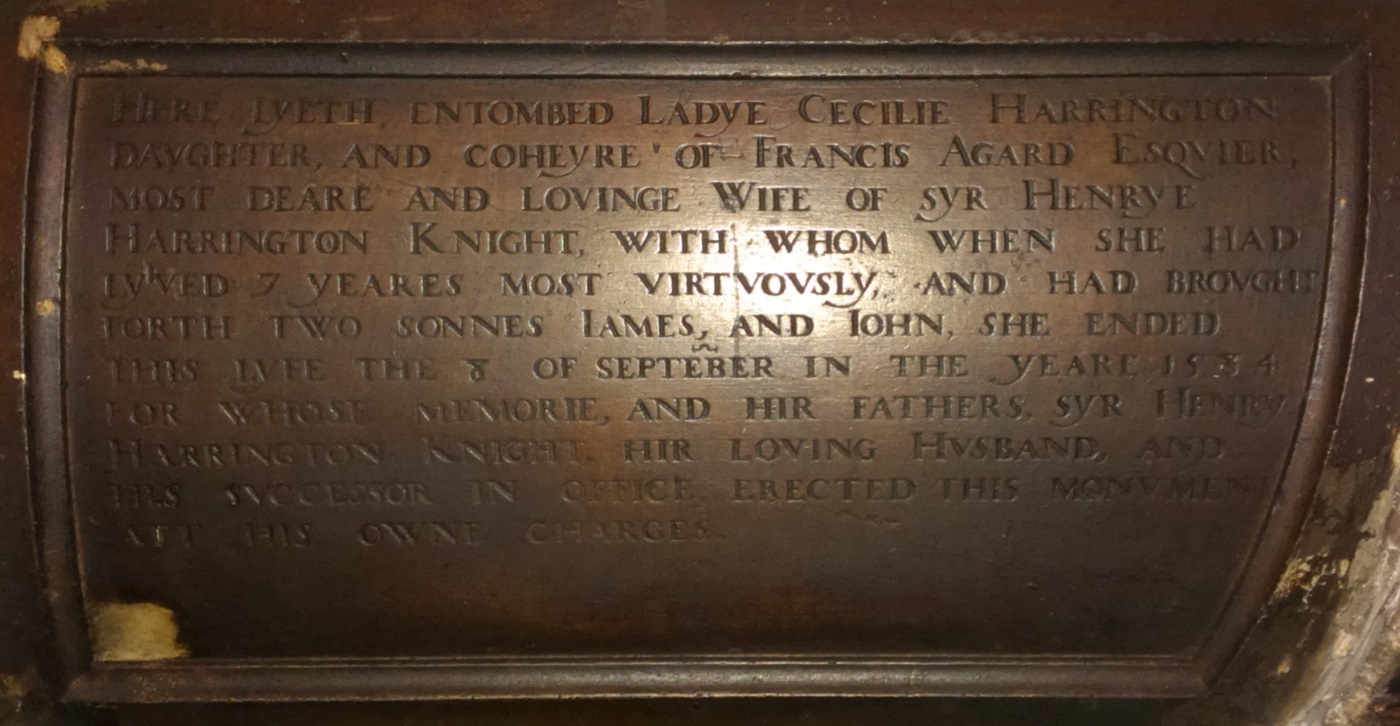 HERE LYETH, ENTOMBED LADYE CECILIE HARRINGTON
DAVGHTER, AND COHEYRE OF FRANCIS AGARD ESQVIER,
MOST DEARE AND LOVINGE WIFE OF SYR HENRYE
HARRINGTON KNIGHT, WITH WHOM WHEN SHE HAD
LYVED 7 YEARES MOST VIRTVOVSLY, AND HAD BROVGHT
FORTH TWO SONNES IAMES, AND IOHN, SHE ENDED
THIS LYFE THE 8 OF SEPTEB̃ER IN THE YEARE 1584
FOR WHOSE MEMORIE, AND HIR FATHERS, SYR HENRY
HARRINGTON KNIGHT, HIR LOVING HVSBAND, AND
HIS SVCCESSOR IN OFFICE, ERECTED THIS MONVMENT
ATT HIS OWNE CHARGES.